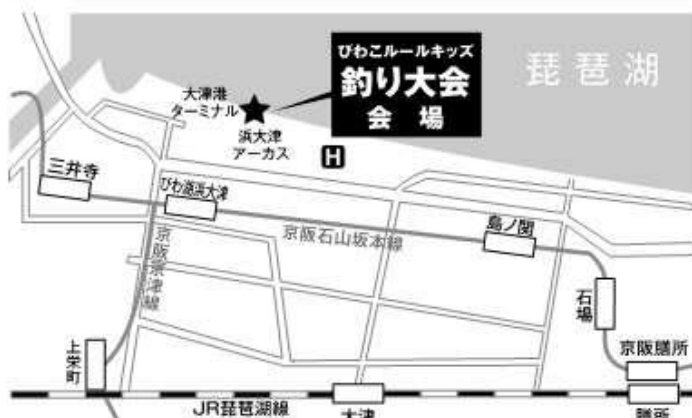 びわこルールキッズ
釣り大会
会場
琵琶湖
大津港
ターミナル
浜大津
アーカス
H
三井寺
びわ湖浜大津
京阪石山坂本線
島ノ関
京阪京津線
石場
上栄町
京阪膳所
JR琵琶湖線
大津
膳所